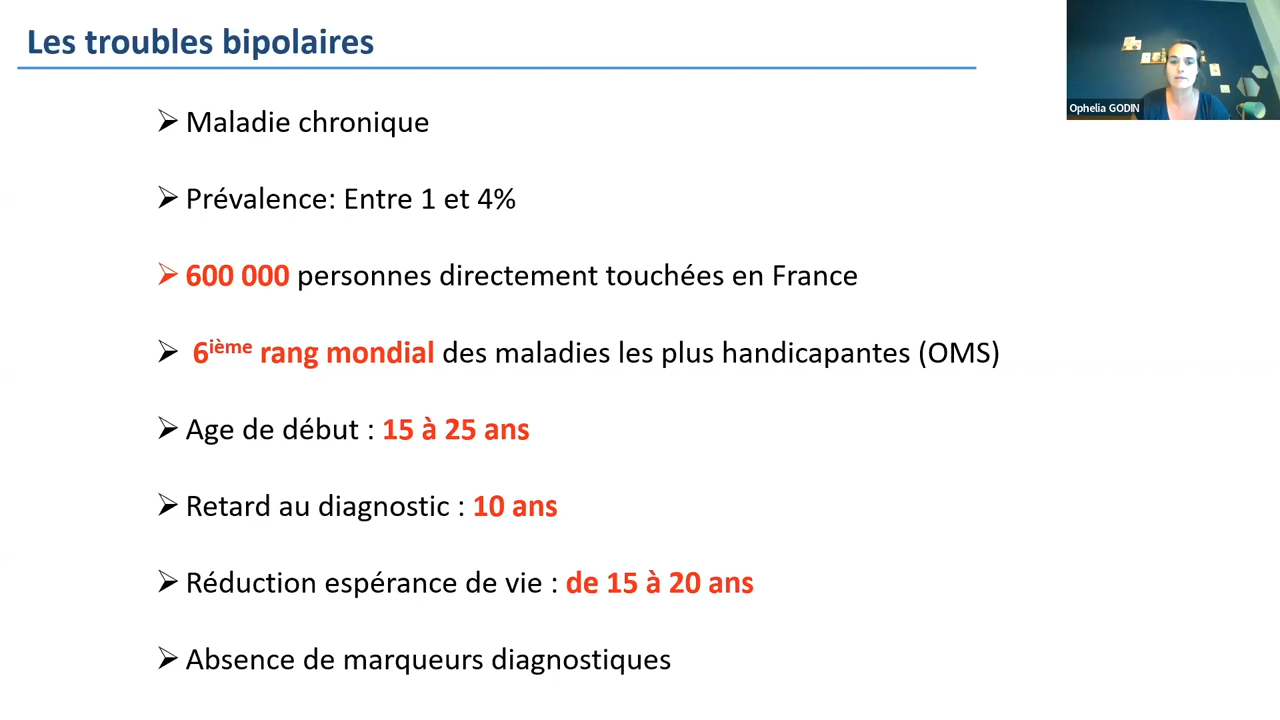 Les troubles bipolaires
Ophelia GODIN
➢ Maladie chronique
➢ Prévalence: Entre 1 et 4%
➢ 600 000 personnes directement touchées en France
➢ 6ième rang mondial des maladies les plus handicapantes (OMS)
➢ Age de début : 15 à 25 ans
➢ Retard au diagnostic : 10 ans
➢ Réduction espérance de vie : de 15 à 20 ans
➢ Absence de marqueurs diagnostiques